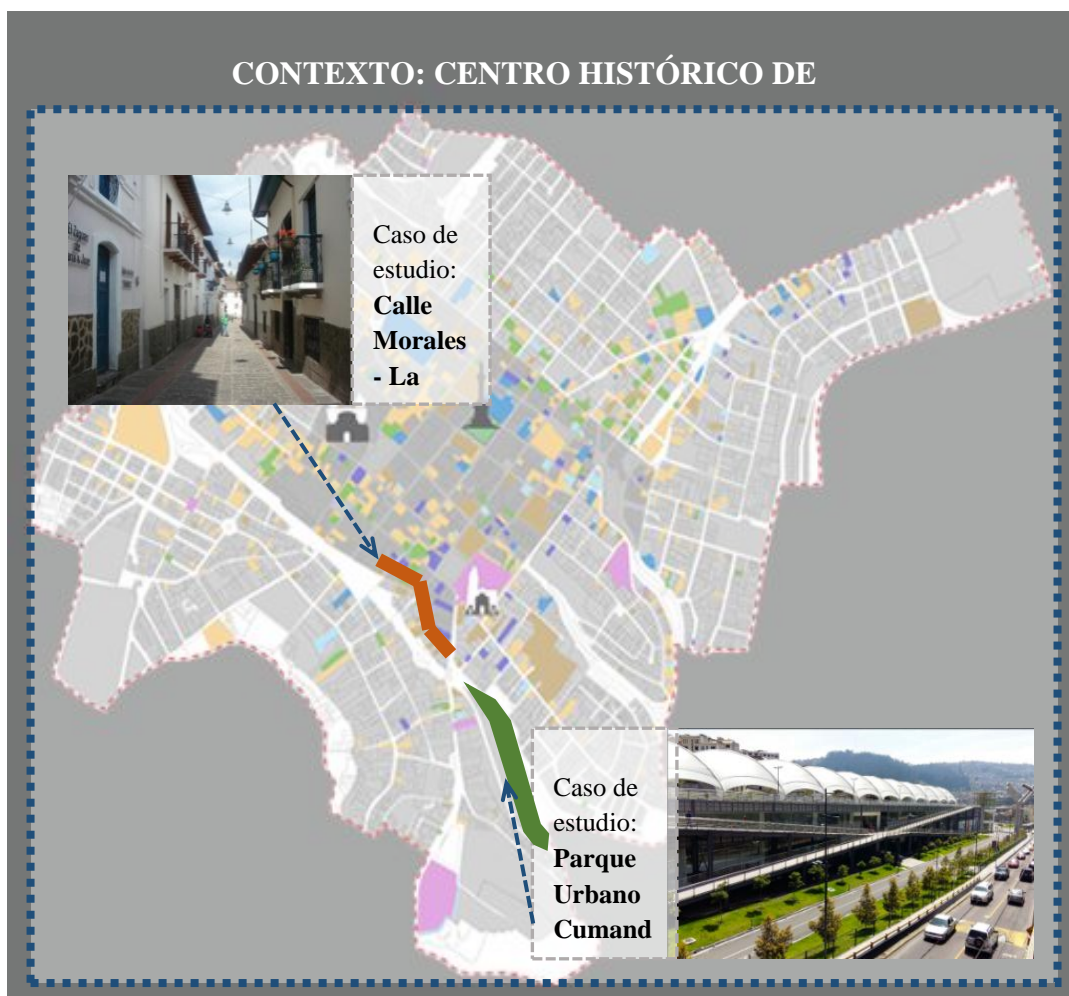 CONTEXTO: CENTRO HISTÓRICO DE
Caso de
estudio:
Calle
Morales
- La
Caso de
estudio:
Parque
Urbano
Cumand